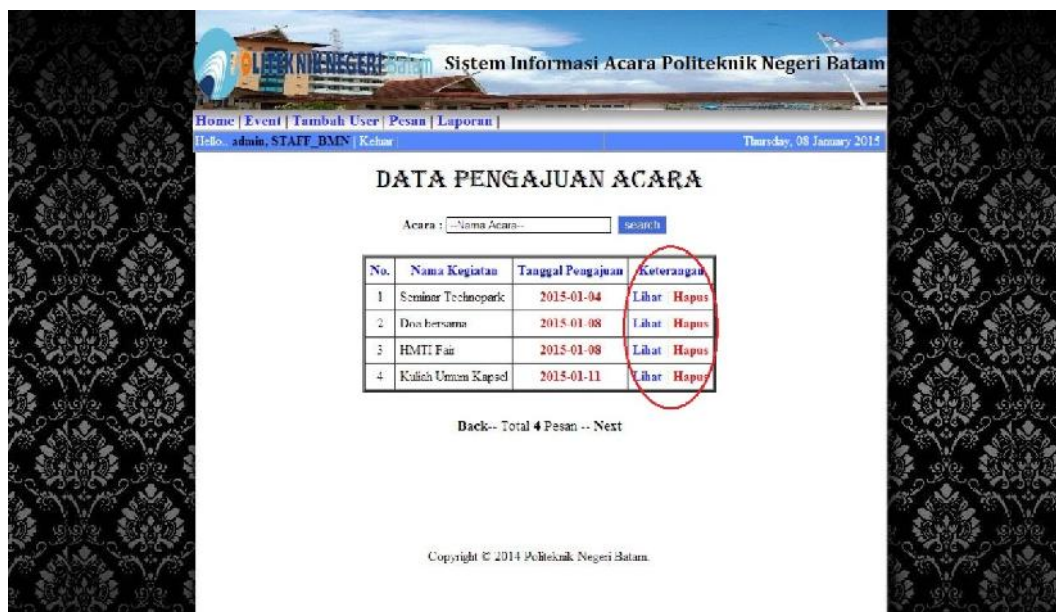 POLITEKNIK NEGERI Batam
Sistem Informasi Acara Politeknik Negeri Batam
Home | Event | Tambah User | Pesan | Laporan |
Hello.. admin, STAFF_BMN | Keluar | Thursday, 08 January 2015
DATA PENGAJUAN ACARA
Acara : --Nama Acara-- search
No. Nama Kegiatan Tanggal Pengajuan Keterangan
1 Seminar Technopark 2015-01-04 Lihat | Hapus
2 Doa bersama 2015-01-08 Lihat | Hapus
3 HMTI Fair 2015-01-08 Lihat | Hapus
4 Kuliah Umum Kapsel 2015-01-11 Lihat | Hapus
Back-- Total 4 Pesan -- Next
Copyright © 2014 Politeknik Negeri Batam.